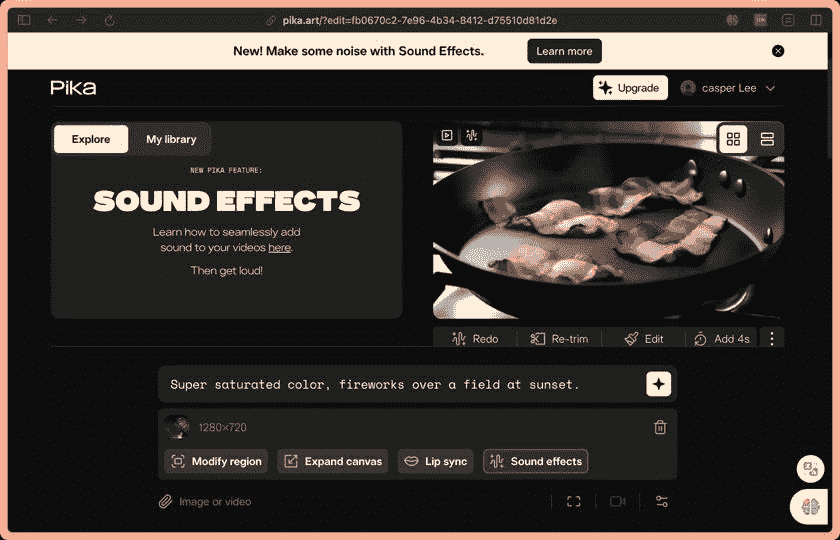 pika.art/?edit=fb0670c2-7e96-4b34-8412-d75510d81d2e
New! Make some noise with Sound Effects.
Learn more
Pika
Upgrade
casper Lee
Explore
My library
NEW PIKA FEATURE:
SOUND EFFECTS
Learn how to seamlessly add
sound to your videos here.
Then get loud!
Redo
Re-trim
Edit
Add 4s
Super saturated color, fireworks over a field at sunset.
1280×720
Modify region
Expand canvas
Lip sync
Sound effects
Image or video